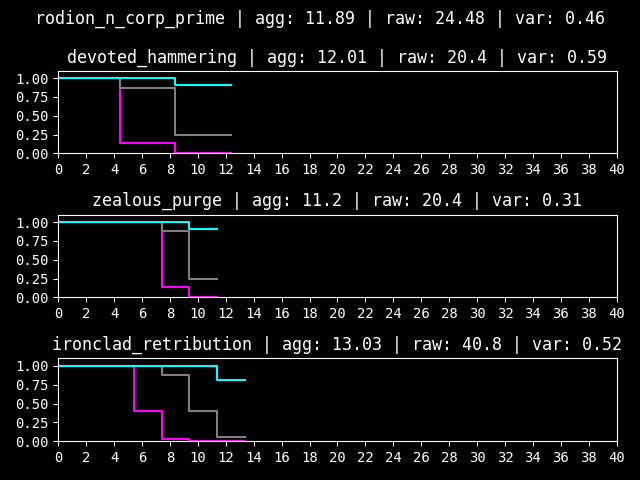 rodion_n_corp_prime | agg: 11.89 | raw: 24.48 | var: 0.46
devoted_hammering | agg: 12.01 | raw: 20.4 | var: 0.59
1.00
0.75
0.50
0.25
0.00
0 2 4 6 8 10 12 14 16 18 20 22 24 26 28 30 32 34 36 38 40
zealous_purge | agg: 11.2 | raw: 20.4 | var: 0.31
1.00
0.75
0.50
0.25
0.00
0 2 4 6 8 10 12 14 16 18 20 22 24 26 28 30 32 34 36 38 40
ironclad_retribution | agg: 13.03 | raw: 40.8 | var: 0.52
1.00
0.75
0.50
0.25
0.00
0 2 4 6 8 10 12 14 16 18 20 22 24 26 28 30 32 34 36 38 40